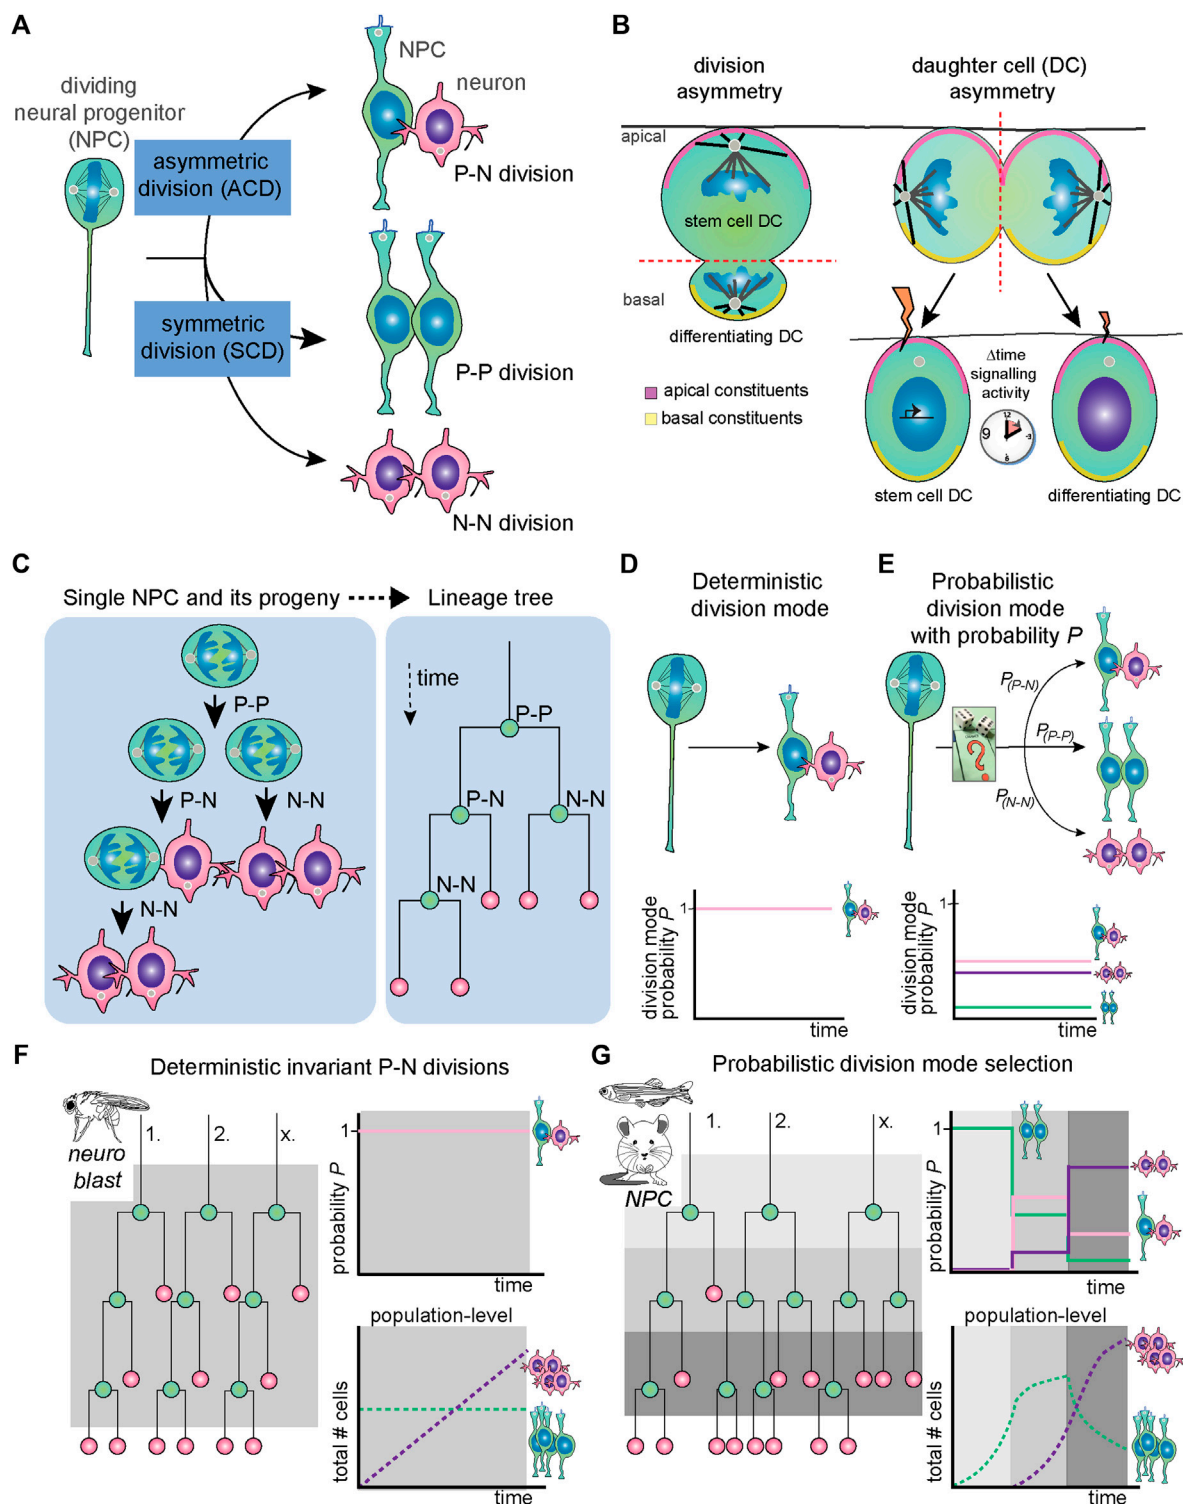 A
dividing
neural progenitor
(NPC)
asymmetric
division (ACD)
symmetric
division (SCD)
NPC
neuron
P-N division
P-P division
N-N division
B
division
asymmetry
daughter cell (DC)
asymmetry
apical
stem cell DC
basal
differentiating DC
apical constituents
basal constituents
Δtime
signalling
activity
12
9
3
6
stem cell DC
differentiating DC
C
Single NPC and its progeny
Lineage tree
P-P
P-N
N-N
N-N
time
P-P
P-N
N-N
N-N
D
Deterministic
division mode
division mode
probability P
1
time
E
Probabilistic
division mode
with probability P
P(P-N)
P(P-P)
P(N-N)
?
division mode
probability P
1
time
F
Deterministic invariant P-N divisions
neuro
blast
1.
2.
x.
probability P
1
time
population-level
total # cells
time
G
Probabilistic division mode selection
NPC
1.
2.
x.
probability P
1
time
population-level
total # cells
time